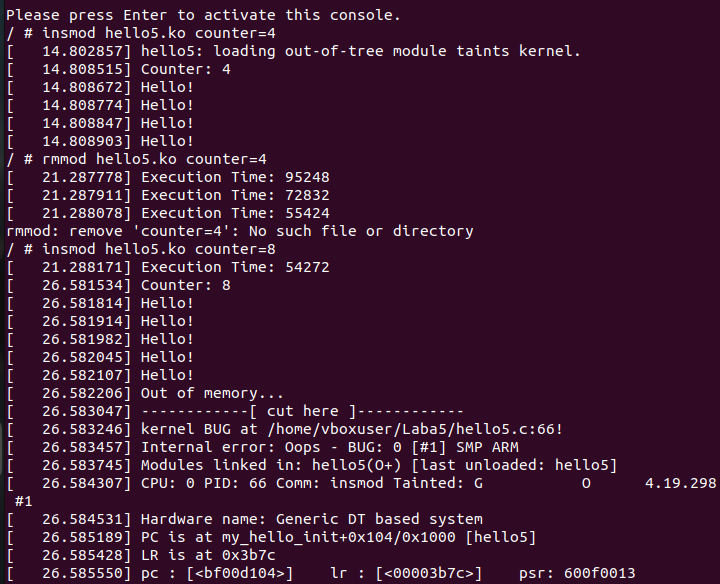 Please press Enter to activate this console.
/ # insmod hello5.ko counter=4
[   14.802857] hello5: loading out-of-tree module taints kernel.
[   14.808515] Counter: 4
[   14.808672] Hello!
[   14.808774] Hello!
[   14.808847] Hello!
[   14.808903] Hello!
/ # rmmod hello5.ko counter=4
[   21.287778] Execution Time: 95248
[   21.287911] Execution Time: 72832
[   21.288078] Execution Time: 55424
rmmod: remove 'counter=4': No such file or directory
/ # insmod hello5.ko counter=8
[   21.288171] Execution Time: 54272
[   26.581534] Counter: 8
[   26.581814] Hello!
[   26.581914] Hello!
[   26.581982] Hello!
[   26.582045] Hello!
[   26.582107] Hello!
[   26.582206] Out of memory...
[   26.583047] ------------[ cut here ]------------
[   26.583246] kernel BUG at /home/vboxuser/Laba5/hello5.c:66!
[   26.583457] Internal error: Oops - BUG: 0 [#1] SMP ARM
[   26.583745] Modules linked in: hello5(O+) [last unloaded: hello5]
[   26.584307] CPU: 0 PID: 66 Comm: insmod Tainted: G           O      4.19.298
 #1
[   26.584531] Hardware name: Generic DT based system
[   26.585189] PC is at my_hello_init+0x104/0x1000 [hello5]
[   26.585428] LR is at 0x3b7c
[   26.585550] pc : [<bf00d104>]    lr : [<00003b7c>]    psr: 600f0013